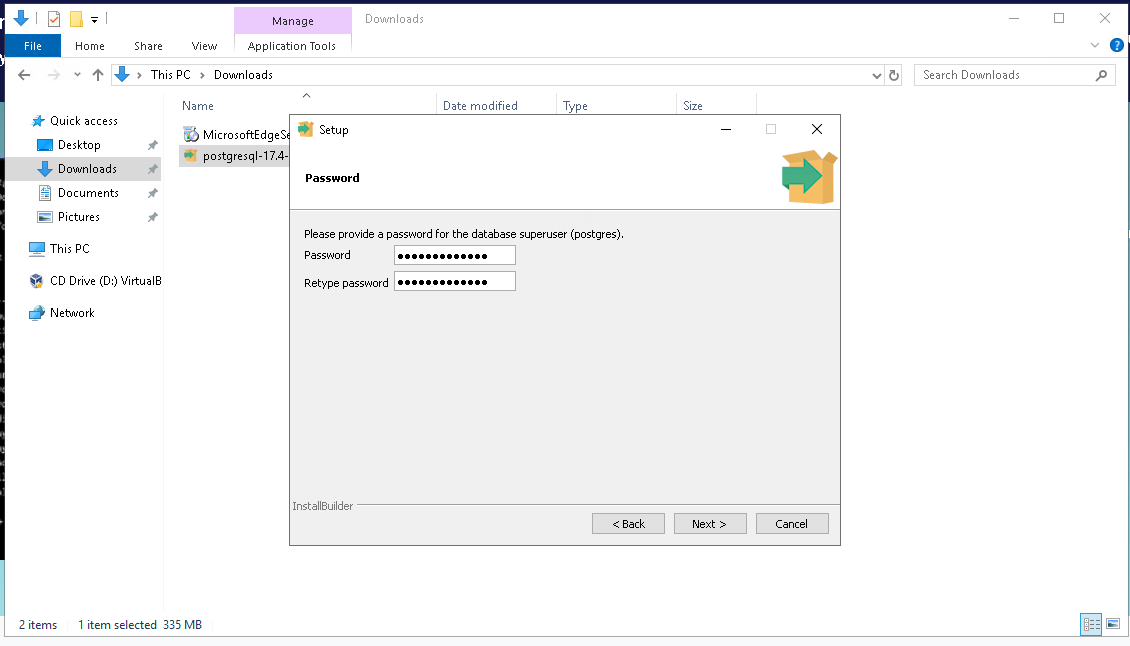 Manage
Downloads
File
Home
Share
View
Application Tools
This PC
Downloads
Search Downloads
Name
Date modified
Type
Size
Quick access
Desktop
Downloads
Documents
Pictures
This PC
CD Drive (D:) VirtualB
Network
MicrosoftEdgeSe
postgresql-17.4-
Setup
Password
Please provide a password for the database superuser (postgres).
Password ●●●●●●●●●●●●●
Retype password ●●●●●●●●●●●●●
InstallBuilder
< Back
Next >
Cancel
2 items
1 item selected 335 MB